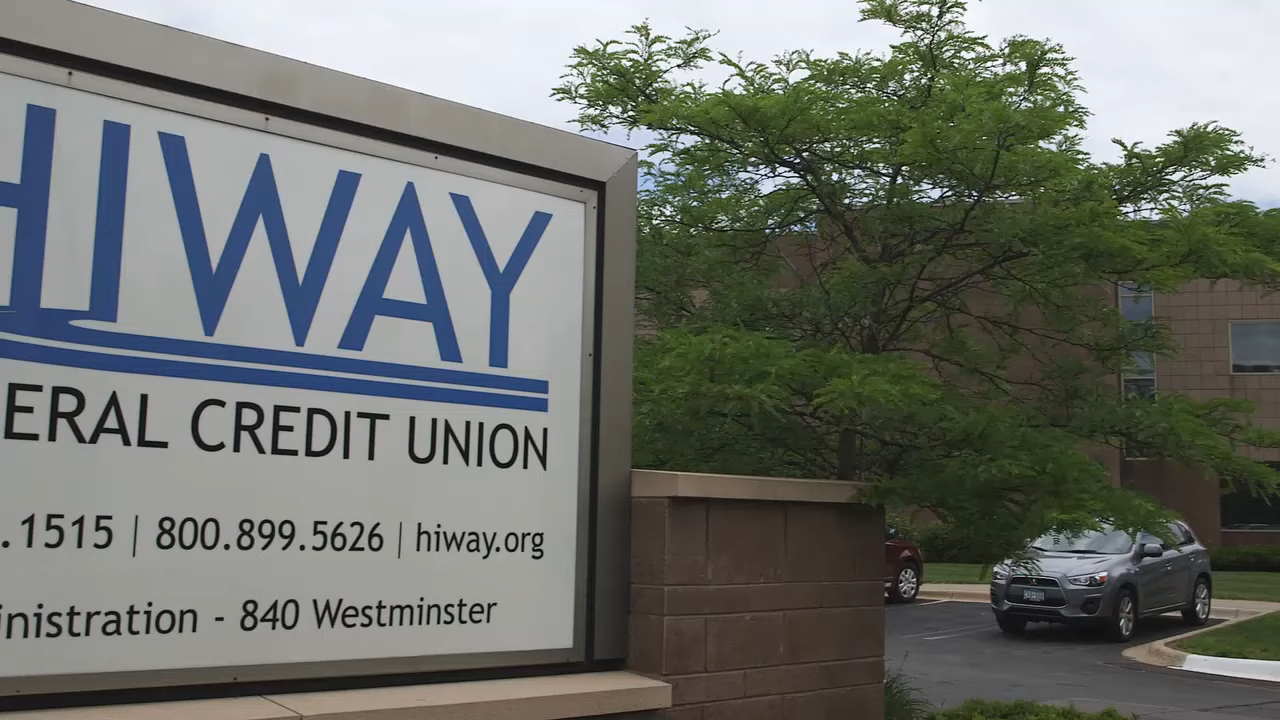 HIWAY
ERAL CREDIT UNION
.1515 | 800.899.5626 | hiway.org
inistration - 840 Westminster